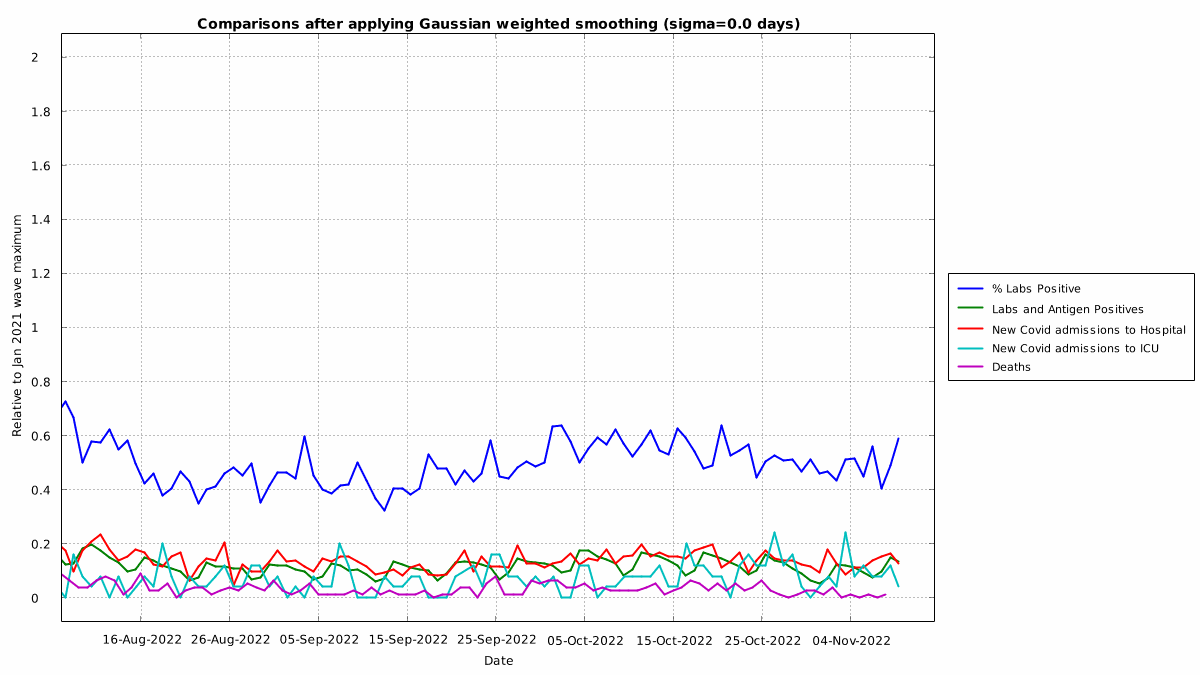 Comparisons after applying Gaussian weighted smoothing (sigma=0.0 days)
Relative to Jan 2021 wave maximum
2
1.8
1.6
1.4
1.2
1
0.8
0.6
0.4
0.2
0
16-Aug-2022 26-Aug-2022 05-Sep-2022 15-Sep-2022 25-Sep-2022 05-Oct-2022 15-Oct-2022 25-Oct-2022 04-Nov-2022
Date
% Labs Positive
Labs and Antigen Positives
New Covid admissions to Hospital
New Covid admissions to ICU
Deaths